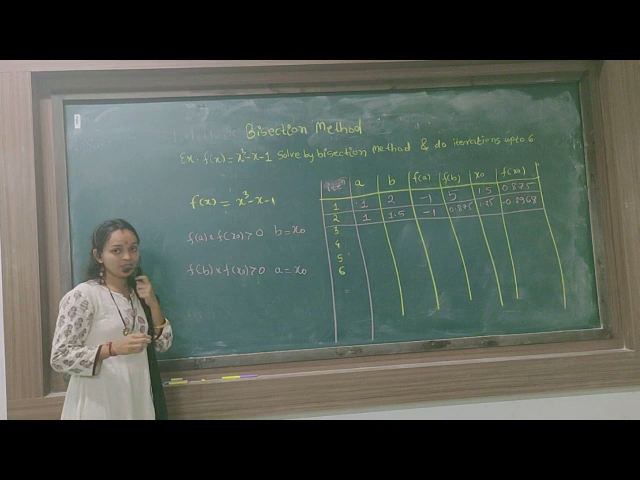 Bisection Method
Ex. f(x) = x³-x-1 Solve by bisection Method & do iterations upto 6.
f(x) = x³-x-1
f(a) x f(x0) > 0 b = x0
f(b) x f(x0) > 0 a = x0
a b f(a) f(b) x0 f(x0)
1 1 2 -1 5 1.5 0.875
2 1 1.5 -1 0.875 1.25 -0.2968
3
4
5
6